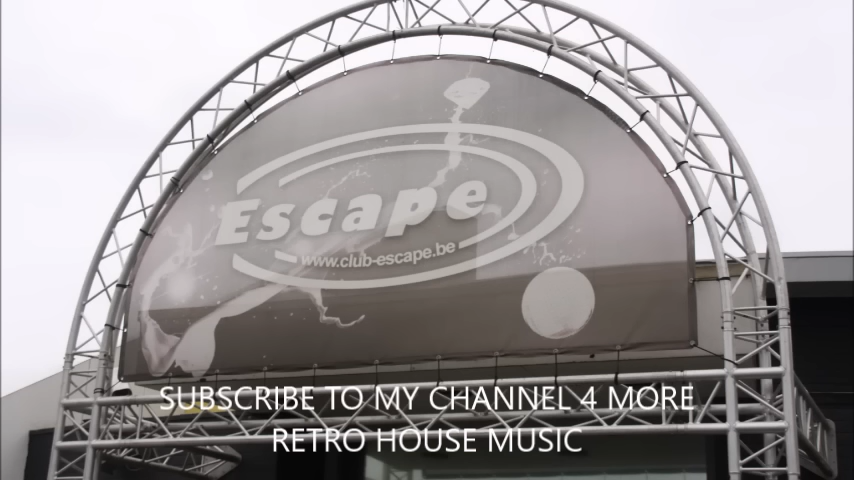 Escape
www.club-escape.be
SUBSCRIBE TO MY CHANNEL 4 MORE
RETRO HOUSE MUSIC